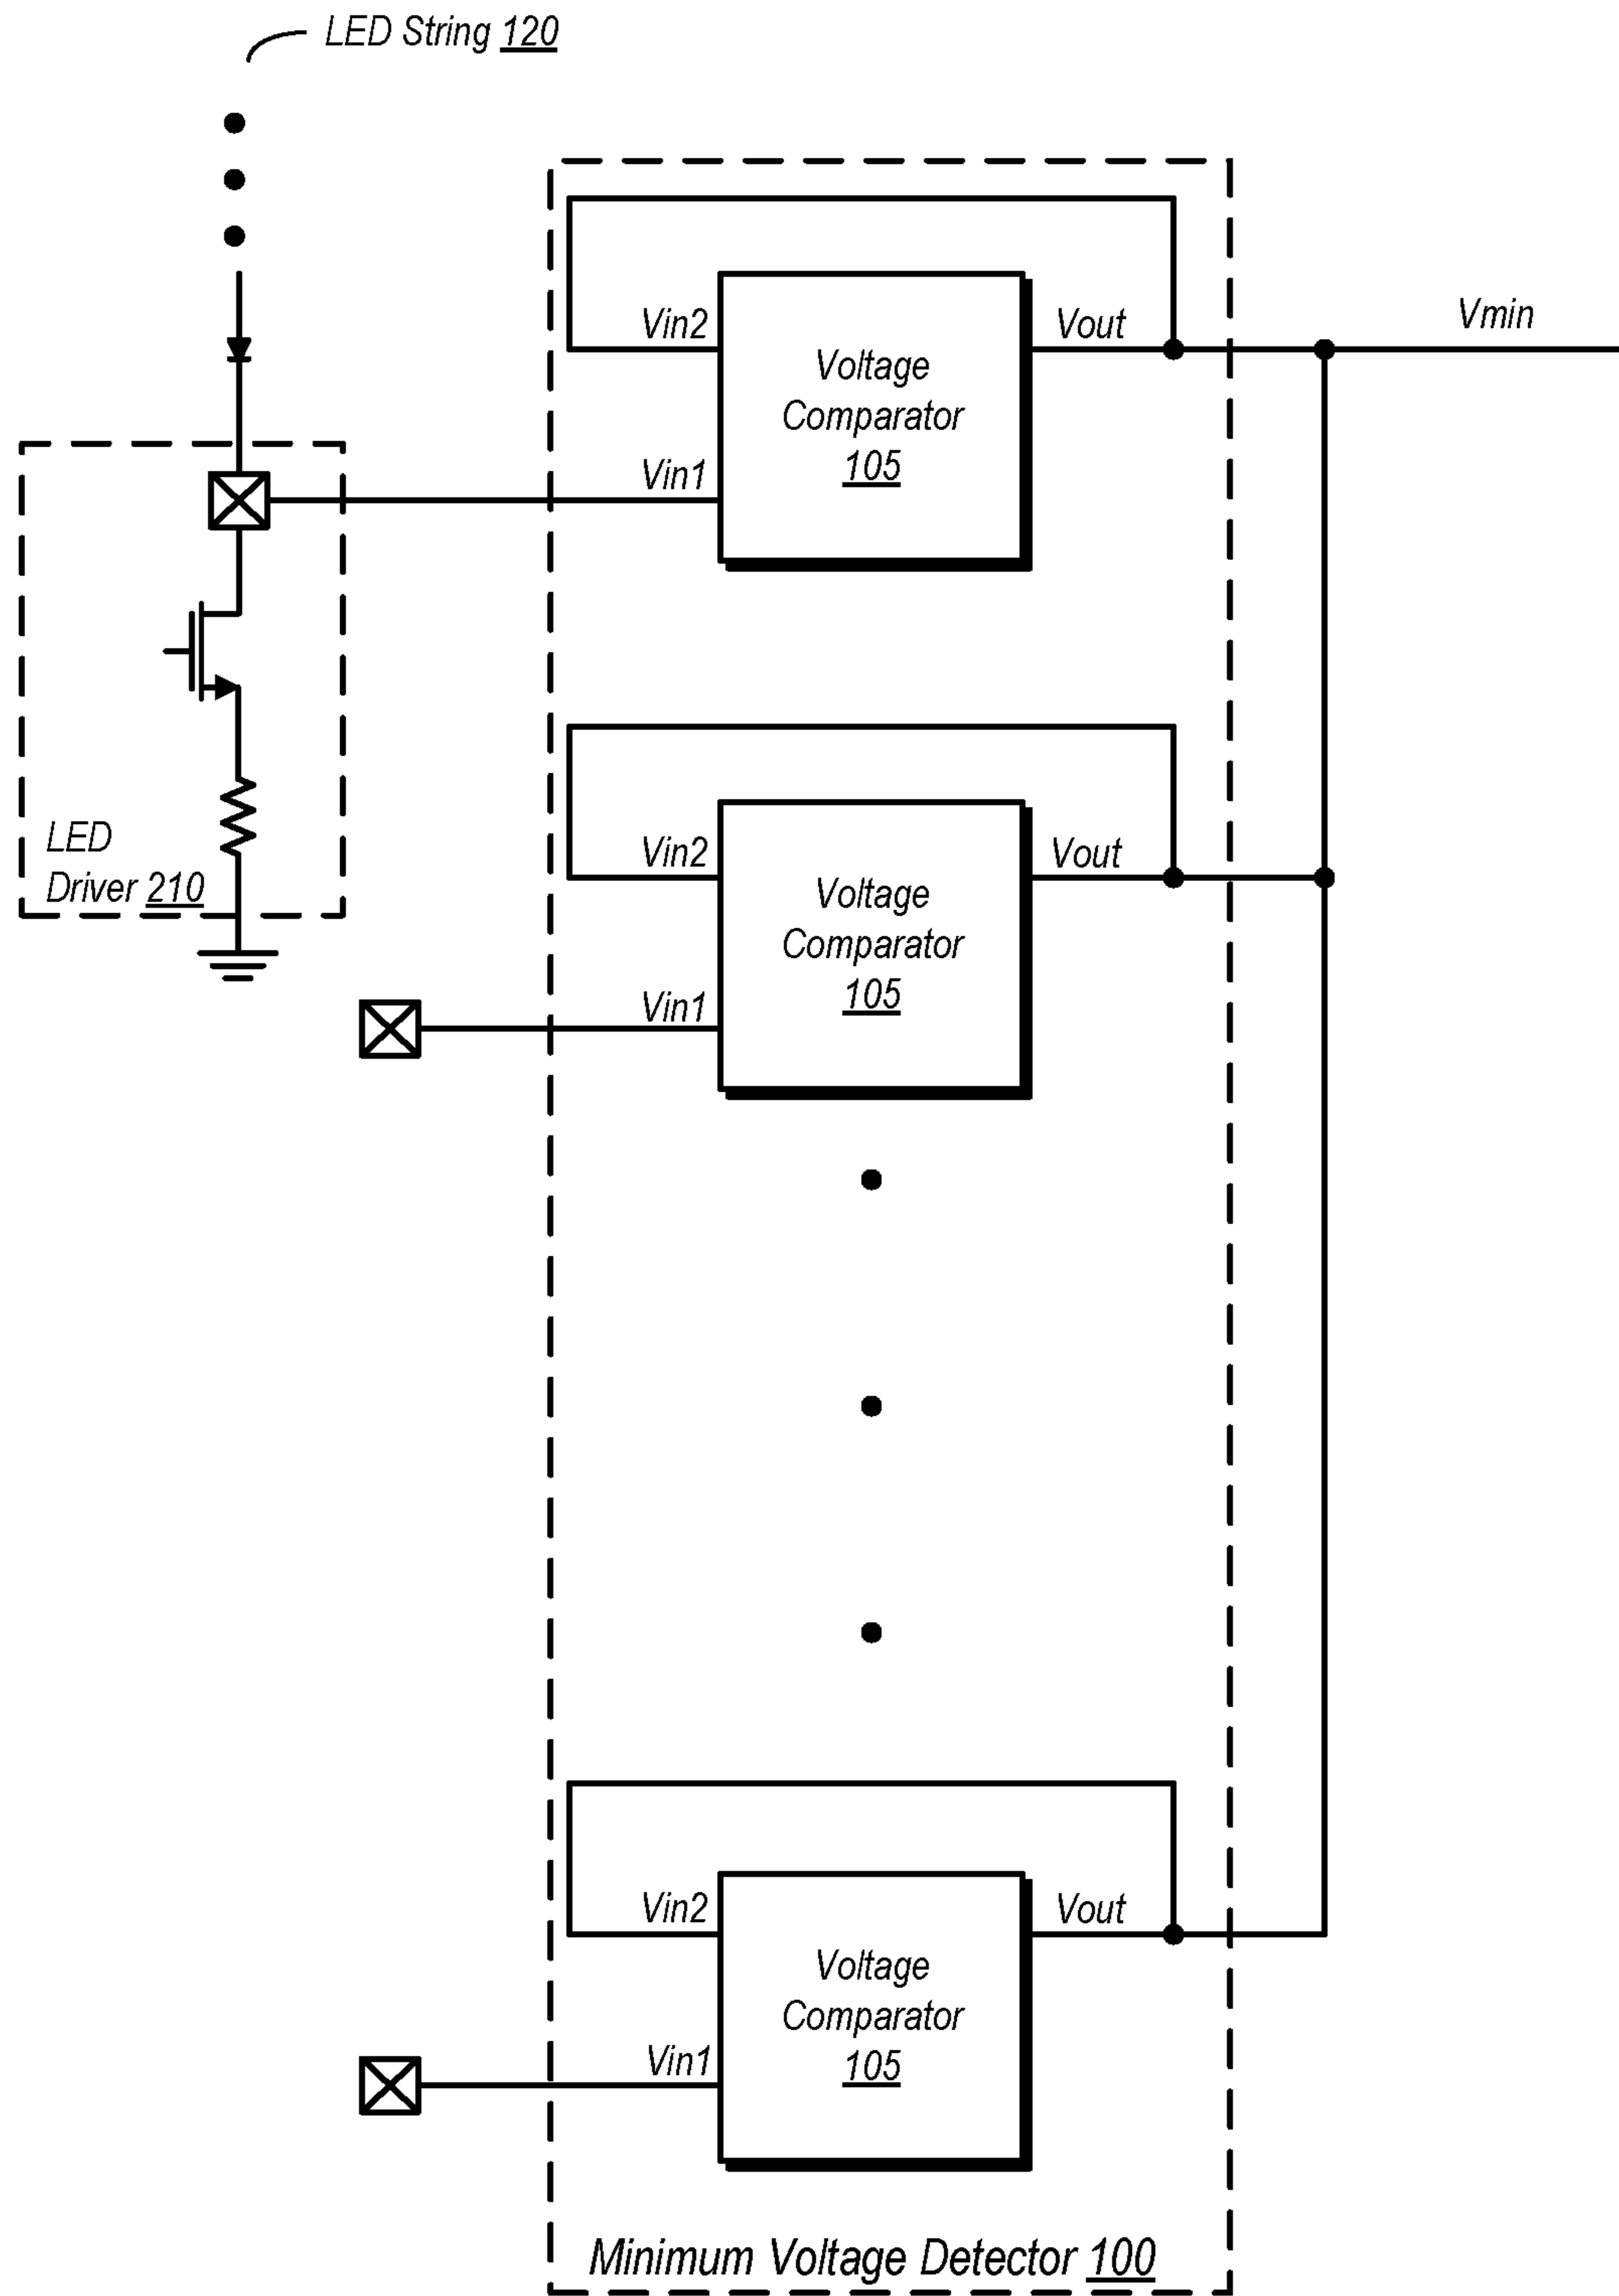 LED String 120
Vmin
Vin2
Vout
Voltage
Comparator
105
Vin1
LED
Driver 210
Vin2
Vout
Voltage
Comparator
105
Vin1
Vin2
Vout
Voltage
Comparator
105
Vin1
Minimum Voltage Detector 100